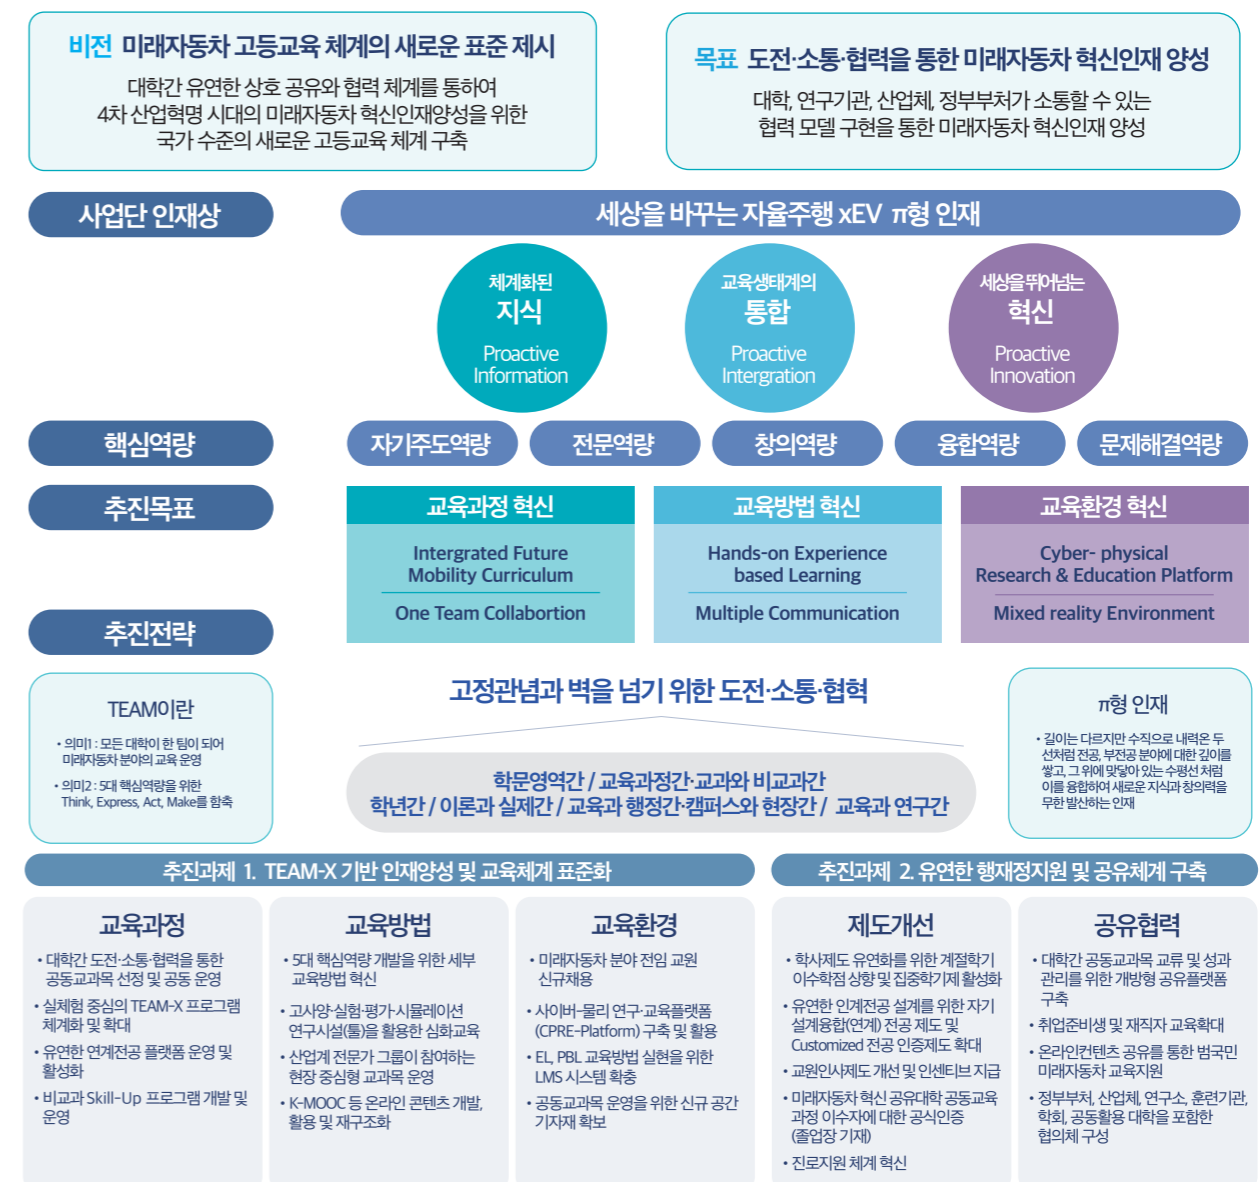 비전 미래자동차 고등교육 체계의 새로운 표준 제시
대학간 유연한 상호 공유와 협력 체계를 통하여
4차 산업혁명 시대의 미래자동차 혁신인재양성을 위한
국가 수준의 새로운 고등교육 체계 구축
목표 도전·소통·협력을 통한 미래자동차 혁신인재 양성
대학, 연구기관, 산업체, 정부부처가 소통할 수 있는
협력 모델 구현을 통한 미래자동차 혁신인재 양성
사업단 인재상
세상을 바꾸는 자율주행 xEV π형 인재
체계화된
지식
Proactive
Information
교육생태계의
통합
Proactive
Intergration
세상을 뛰어넘는
혁신
Proactive
Innovation
핵심역량
자기주도역량
전문역량
창의역량
융합역량
문제해결역량
추진목표
교육과정 혁신
Intergrated Future
Mobility Curriculum
One Team Collabortion
교육방법 혁신
Hands-on Experience
based Learning
Multiple Communication
교육환경 혁신
Cyber- physical
Research & Education Platform
Mixed reality Environment
추진전략
TEAM이란
• 의미1 : 모든 대학이 한 팀이 되어
미래자동차 분야의 교육 운영
• 의미2 : 5대 핵심역량을 위한
Think, Express, Act, Make를 함축
고정관념과 벽을 넘기 위한 도전·소통·협혁
학문영역간 / 교육과정간·교과와 비교과간
학년간 / 이론과 실제간 / 교육과 행정간·캠퍼스와 현장간 / 교육과 연구간
π형 인재
• 길이는 다르지만 수직으로 내력온 두
선처럼 전공, 부전공 분야에 대한 깊이를
쌓고, 그 위에 맞닿아 있는 수평선 처럼
이를 융합하여 새로운 지식과 창의력을
무한 발산하는 인재
추진과제 1. TEAM-X 기반 인재양성 및 교육체계 표준화
교육과정
• 대학간 도전·소통·협력을 통한
공동교과목 선정 및 공동 운영
• 실체험 중심의 TEAM-X 프로그램
체계화 및 확대
• 유연한 연계전공 플랫폼 운영 및
활성화
• 비교과 Skill-Up 프로그램 개발 및
운영
교육방법
• 5대 핵심역량 개발을 위한 세부
교육방법 혁신
• 고사양·실험·평가·시뮬레이션
연구시설(툴)을 활용한 심화교육
• 산업계 전문가 그룹이 참여하는
현장 중심형 교과목 운영
• K-MOOC 등 온라인 콘텐츠 개발,
활용 및 재구조화
교육환경
• 미래자동차 분야 전임 교원
신규채용
• 사이버-물리 연구·교육플랫폼
(CPRE-Platform) 구축 및 활용
• EL, PBL 교육방법 실현을 위한
LMS 시스템 확충
• 공동교과목 운영을 위한 신규 공간
기자재 확보
추진과제 2. 유연한 행재정지원 및 공유체계 구축
제도개선
• 학사제도 유연화를 위한 계절학기
이수학점 상향 및 집중학기제 활성화
• 유연한 인계전공 설계를 위한 자기
설계융합(연계) 전공 제도 및
Customized 전공 인증제도 확대
• 교원인사제도 개선 및 인센티브 지급
• 미래자동차 혁신 공유대학 공동교육
과정 이수자에 대한 공식인증
(졸업장 기재)
• 진로지원 체계 혁신
공유협력
• 대학간 공동교과목 교류 및 성과
관리를 위한 개방형 공유플랫폼
구축
• 취업준비생 및 재직자 교육확대
• 온라인컨텐츠 공유를 통한 범국민
미래자동차 교육지원
• 정부부처, 산업체, 연구소, 훈련기관,
학회, 공동활용 대학을 포함한
협의체 구성